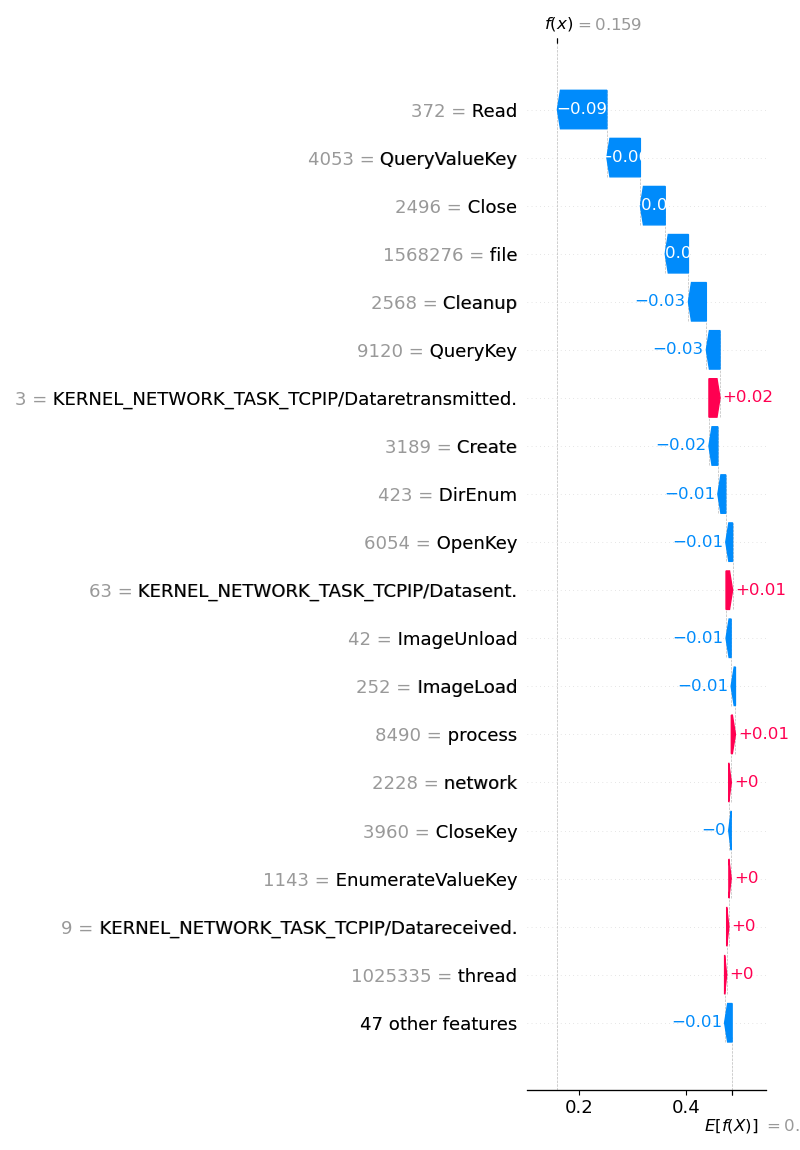 f(x) = 0.159
372 = Read −0.09
4053 = QueryValueKey −0.0
2496 = Close 0.0
1568276 = file 0.0
2568 = Cleanup −0.03
9120 = QueryKey −0.03
3 = KERNEL_NETWORK_TASK_TCPIP/Dataretransmitted. +0.02
3189 = Create −0.02
423 = DirEnum −0.01
6054 = OpenKey −0.01
63 = KERNEL_NETWORK_TASK_TCPIP/Datasent. +0.01
42 = ImageUnload −0.01
252 = ImageLoad −0.01
8490 = process +0.01
2228 = network +0
3960 = CloseKey −0
1143 = EnumerateValueKey +0
9 = KERNEL_NETWORK_TASK_TCPIP/Datareceived. +0
1025335 = thread +0
47 other features −0.01
0.2 0.4
E[f(X)] = 0.